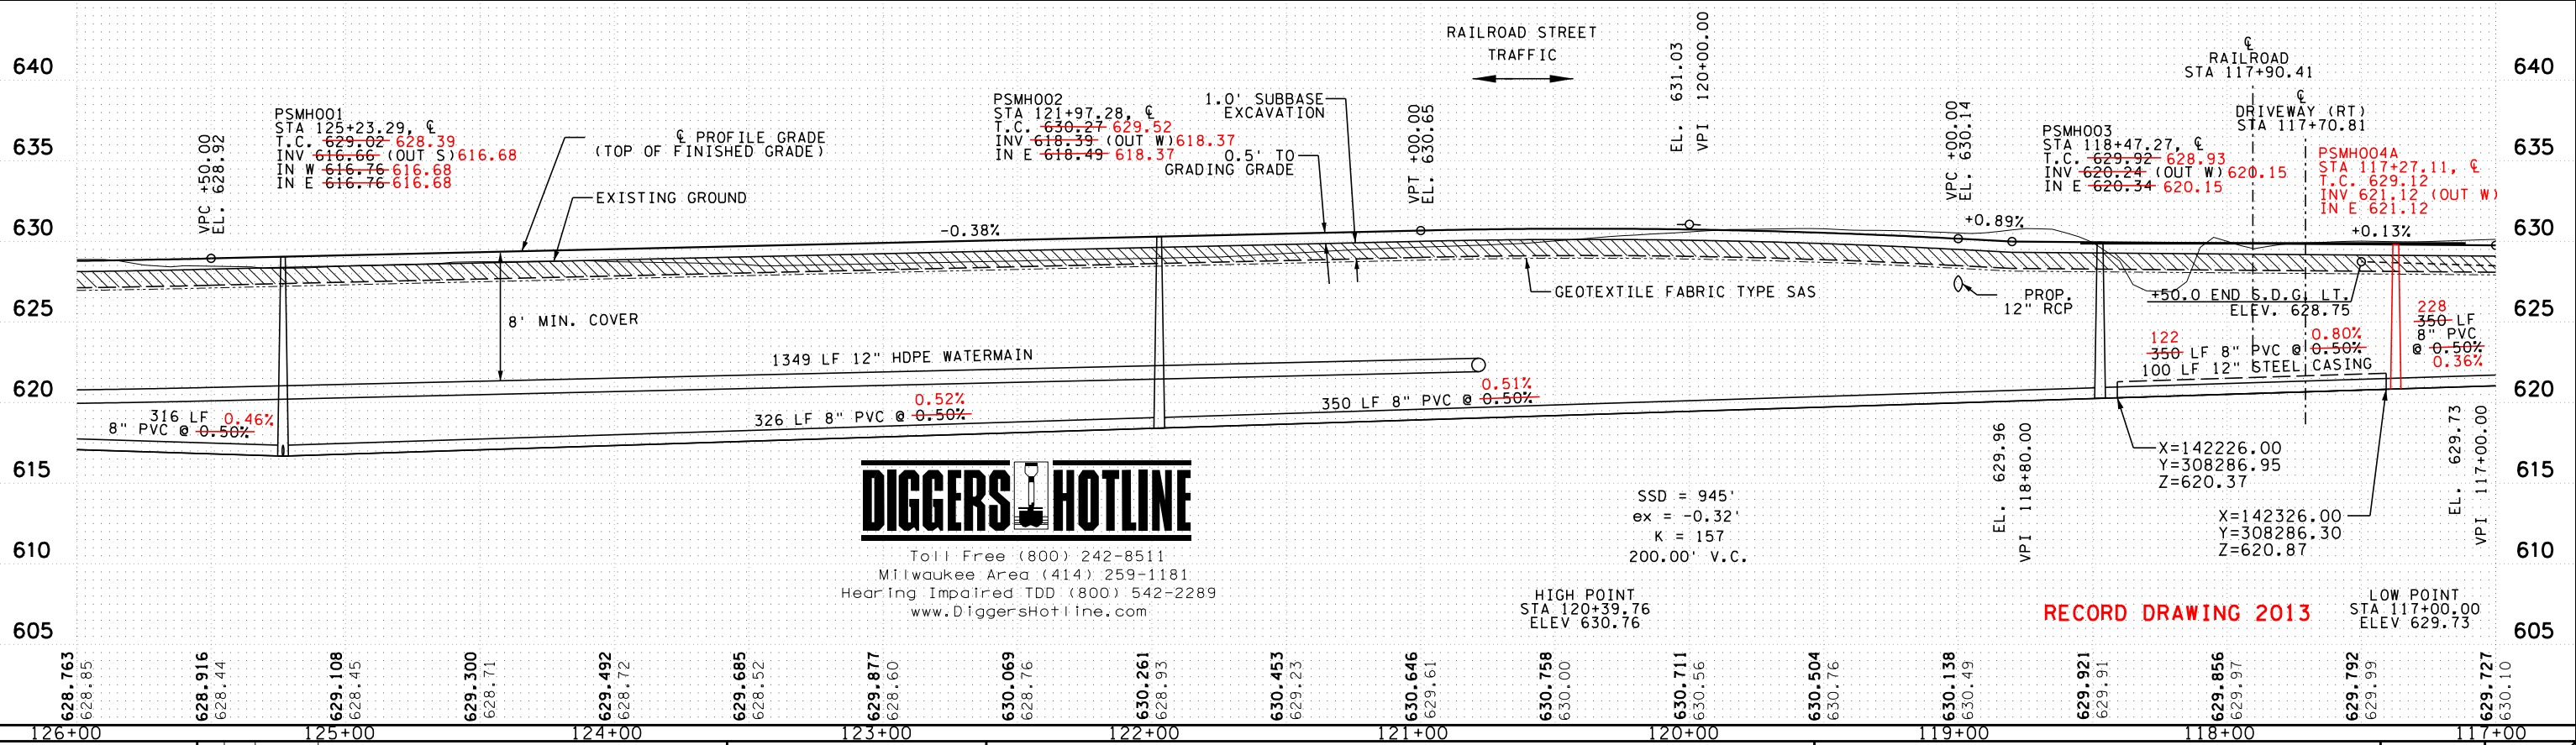 640
635
630
625
620
615
610
605
VPC +50.00
EL. 628.92
PSMH001
STA 125+23.29, ℄
T.C. 629.02 628.39
INV 616.66 (OUT S) 616.68
IN W 616.76 616.68
IN E 616.76 616.68
℄ PROFILE GRADE
(TOP OF FINISHED GRADE)
EXISTING GROUND
8' MIN. COVER
316 LF 0.46%
8" PVC @ 0.50%
1349 LF 12" HDPE WATERMAIN
0.52%
326 LF 8" PVC @ 0.50%
-0.38%
PSMH002
STA 121+97.28, ℄
T.C. 630.27 629.52
INV 618.39 (OUT W) 618.37
IN E 618.49 618.37
1.0' SUBBASE
EXCAVATION
0.5' TO
GRADING GRADE
VPT +00.00
EL. 630.65
RAILROAD STREET
TRAFFIC
EL. 631.03
VPI 120+00.00
GEOTEXTILE FABRIC TYPE SAS
0.51%
350 LF 8" PVC @ 0.50%
VPC +00.00
EL. 630.14
+0.89%
PROP.
12" RCP
PSMH003
STA 118+47.27, ℄
T.C. 629.92 628.93
INV 620.24 (OUT W) 620.15
IN E 620.34 620.15
℄
RAILROAD
STA 117+90.41
℄
DRIVEWAY (RT)
STA 117+70.81
PSMH004A
STA 117+27.11, ℄
T.C. 629.12
INV 621.12 (OUT W)
IN E 621.12
+0.13%
+50.0 END S.D.G. LT.
ELEV. 628.75
122 0.80%
350 LF 8" PVC @ 0.50%
100 LF 12" STEEL CASING
228
350 LF
8" PVC
@ 0.50%
0.36%
EL. 629.96
VPI 118+80.00
X=142226.00
Y=308286.95
Z=620.37
X=142326.00
Y=308286.30
Z=620.87
EL. 629.73
VPI 117+00.00
DIGGERS HOTLINE
Toll Free (800) 242-8511
Milwaukee Area (414) 259-1181
Hearing Impaired TDD (800) 542-2289
www.DiggersHotline.com
SSD = 945'
ex = -0.32'
K = 157
200.00' V.C.
HIGH POINT
STA 120+39.76
ELEV 630.76
RECORD DRAWING 2013
LOW POINT
STA 117+00.00
ELEV 629.73
640
635
630
625
620
615
610
605
628.763
628.85
628.916
628.44
629.108
628.45
629.300
628.71
629.492
628.72
629.685
628.52
629.877
628.60
630.069
628.76
630.261
628.93
630.453
629.23
630.646
629.61
630.758
630.00
630.711
630.56
630.504
630.76
630.138
630.49
629.921
629.91
629.856
629.97
629.792
629.99
629.727
630.10
126+00
125+00
124+00
123+00
122+00
121+00
120+00
119+00
118+00
117+00